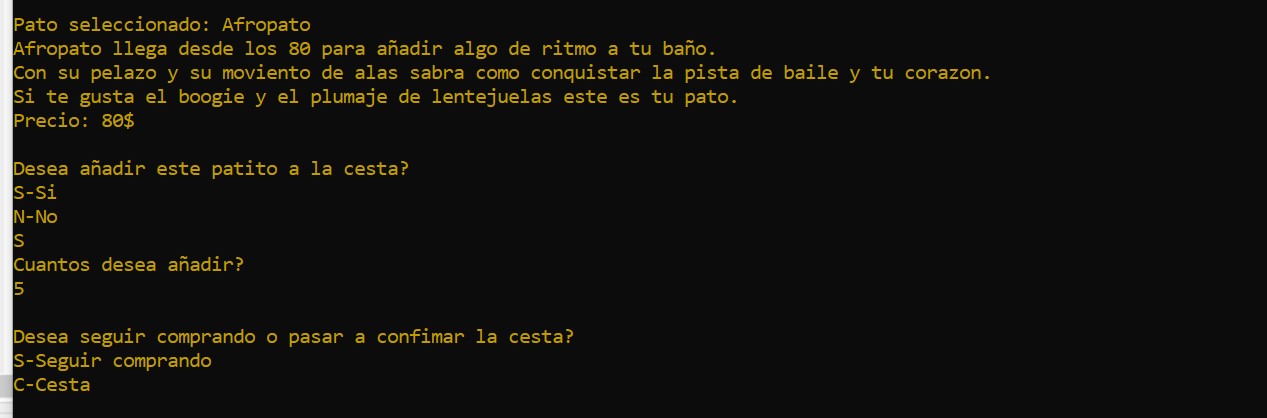 Pato seleccionado: Afropato
Afropato llega desde los 80 para añadir algo de ritmo a tu baño.
Con su pelazo y su moviento de alas sabra como conquistar la pista de baile y tu corazon.
Si te gusta el boogie y el plumaje de lentejuelas este es tu pato.
Precio: 80$
Desea añadir este patito a la cesta?
S-Si
N-No
S
Cuantos desea añadir?
5
Desea seguir comprando o pasar a confimar la cesta?
S-Seguir comprando
C-Cesta